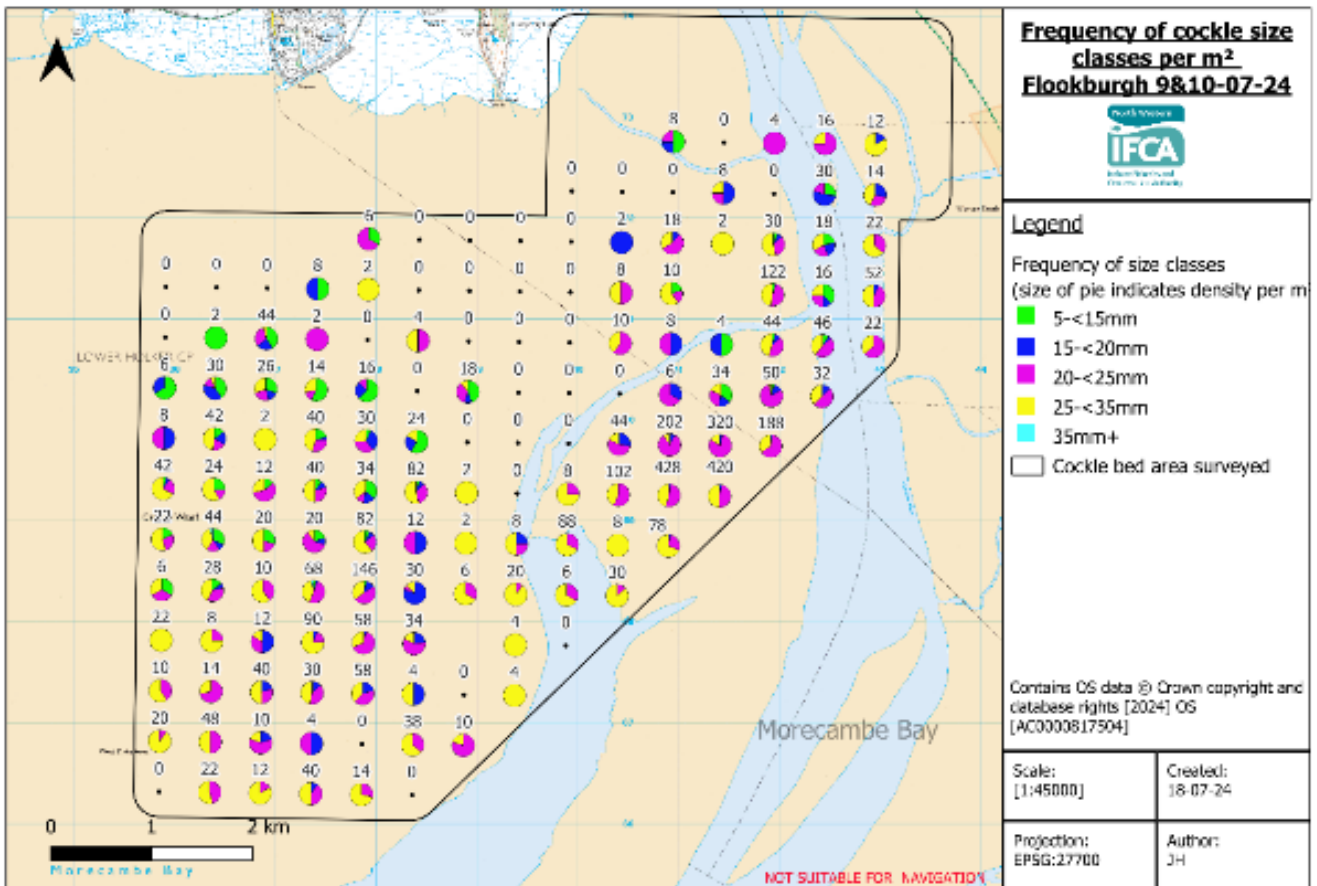 Frequency of cockle size
classes per m²
Flookburgh 9&10-07-24
North Western
IFCA
Legend
Frequency of size classes
(size of pie indicates density per m
5-<15mm
15-<20mm
20-<25mm
25-<35mm
35mm+
Cockle bed area surveyed
Contains OS data © Crown copyright and
database rights [2024] OS
[AC0000817504]
Scale:
[1:45000]
Created:
18-07-24
Projection:
EPSG:27700
Author:
JH
8 0 4 16 12
0 0 0 8 0 30 14
6 0 0 0 0 2 18 2 30 18 22
0 0 0 8 2 0 0 0 0 8 10 122 16 52
0 2 44 2 0 4 0 0 0 10 8 4 44 46 22
LOWER HOLKER CP
6 30 26 14 16 0 18 0 0 0 6 34 50 32
8 42 2 40 30 24 0 0 0 44 202 320 188
42 24 12 40 34 82 2 0 8 102 428 420
22 44 20 20 82 12 2 8 88 8 78
6 28 10 68 146 30 6 20 6 30
22 8 12 90 58 34 4 0
10 14 40 30 58 4 0 4
20 48 10 4 0 38 10
Morecambe Bay
0 22 12 40 14 0
0 1 2 km
Morecambe Bay
NOT SUITABLE FOR NAVIGATION